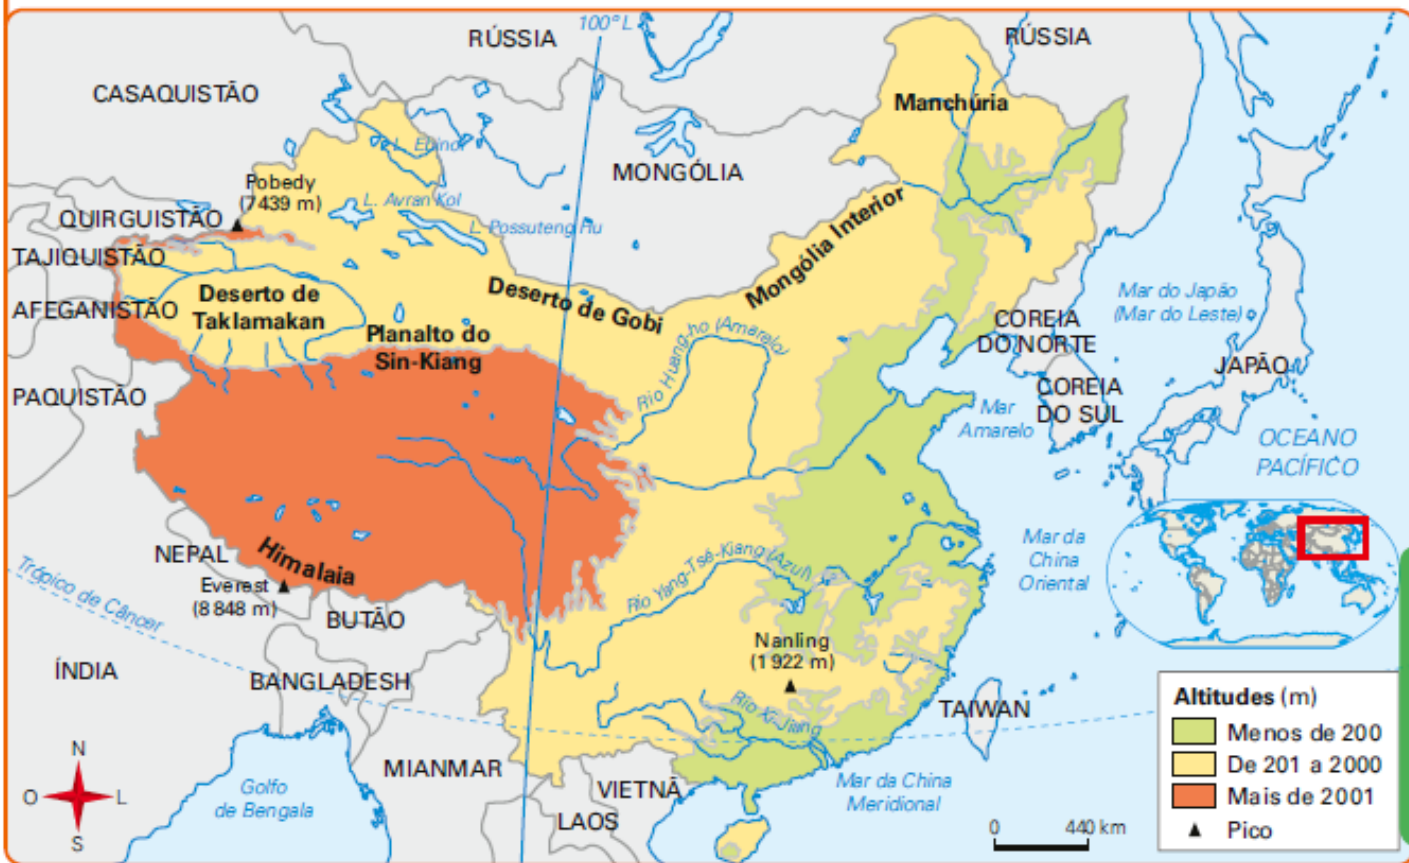 100° L
RÚSSIA
RÚSSIA
CASAQUISTÃO
Manchúria
L. Ebinol
MONGÓLIA
Pobedy
(7 439 m)
L. Avran Kol
QUIRGUISTÃO
L. Possuteng Hu
Mongólia Interior
TAJIQUISTÃO
Deserto de
Taklamakan
Deserto de Gobi
AFEGANISTÃO
Mar do Japão
(Mar do Leste)
COREIA
DO NORTE
Planalto do
Sin-Kiang
Rio Huang-ho (Amarelo)
JAPÃO
PAQUISTÃO
COREIA
DO SUL
Mar
Amarelo
OCEANO
PACÍFICO
NEPAL
Himalaia
Everest
(8 848 m)
Mar da
China
Oriental
Rio Yang-Tsé-Kiang (Azul)
Trópico de Câncer
BUTÃO
Nanling
(1 922 m)
ÍNDIA
BANGLADESH
TAIWAN
Rio Xi-Jiang
Altitudes (m)
Menos de 200
De 201 a 2000
Mais de 2001
Pico
N
O
L
S
Golfo
de Bengala
MIANMAR
VIETNÃ
LAOS
Mar da China
Meridional
0 440 km